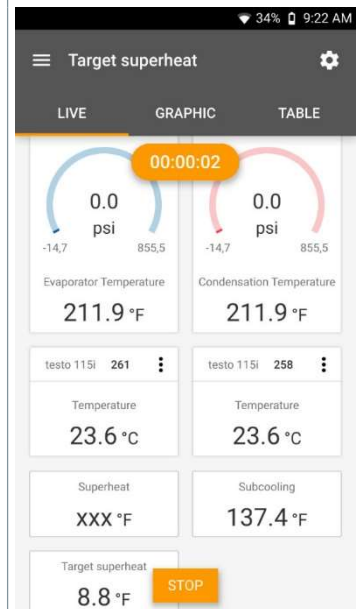 34% 9:22 AM
Target superheat
LIVE GRAPHIC TABLE
00:00:02
0.0 0.0
psi psi
-14,7 855,5 -14,7 855,5
Evaporator Temperature Condensation Temperature
211.9 °F 211.9 °F
testo 115i 261 testo 115i 258
Temperature Temperature
23.6 °C 23.6 °C
Superheat Subcooling
xxx °F 137.4 °F
Target superheat
8.8 °F STOP